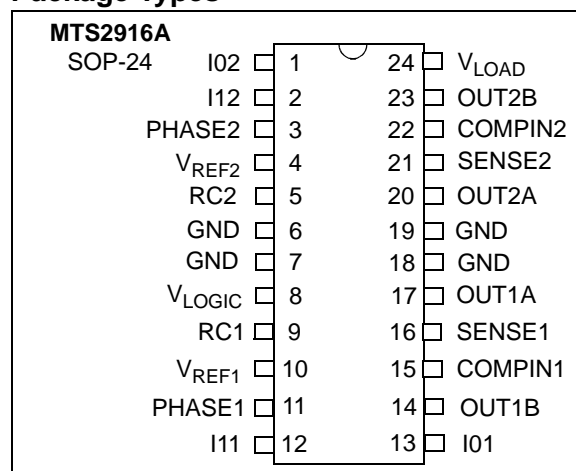 Package Types
MTS2916A
SOP-24
I02 1 24 VLOAD
I12 2 23 OUT2B
PHASE2 3 22 COMPIN2
VREF2 4 21 SENSE2
RC2 5 20 OUT2A
GND 6 19 GND
GND 7 18 GND
VLOGIC 8 17 OUT1A
RC1 9 16 SENSE1
VREF1 10 15 COMPIN1
PHASE1 11 14 OUT1B
I11 12 13 I01